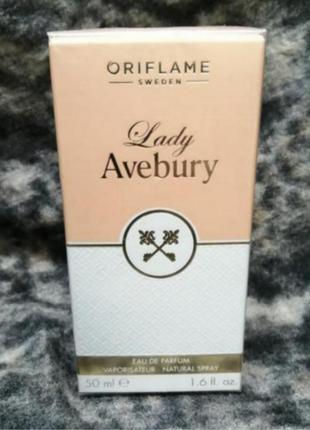 ORIFLAME
SWEDEN
Lady
Avebury
EAU DE PARFUM
VAPORISATEUR NATURAL SPRAY
50 ml ℮ 1.6 fl. oz.